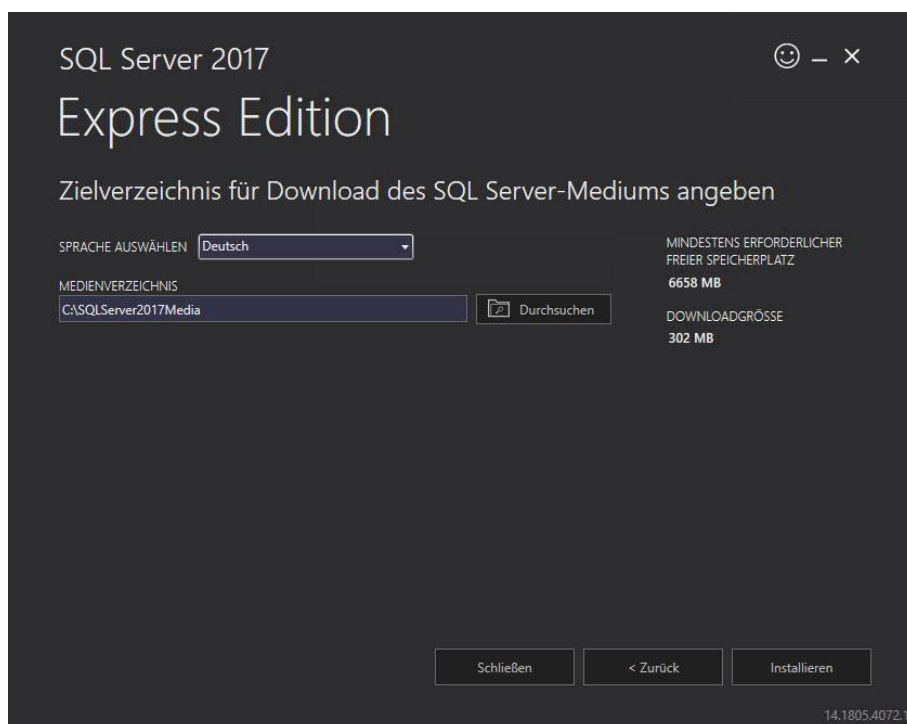 SQL Server 2017
Express Edition
Zielverzeichnis für Download des SQL Server-Mediums angeben
SPRACHE AUSWÄHLEN Deutsch
MEDIENVERZEICHNIS
C:\SQLServer2017Media
Durchsuchen
MINDESTENS ERFORDERLICHER
FREIER SPEICHERPLATZ
6658 MB
DOWNLOADGRÖSSE
302 MB
Schließen
< Zurück
Installieren
14.1805.4072.1